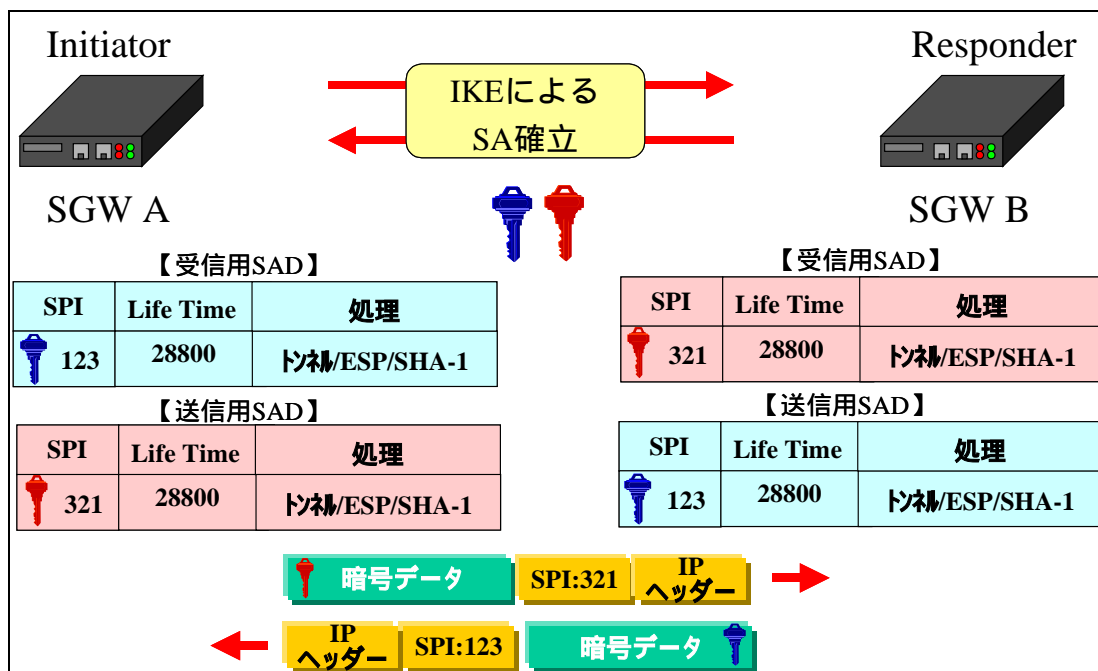 Initiator
Responder
IKEによる
SA確立
SGW A
SGW B
【受信用SAD】
SPI Life Time 処理
123 28800 トンネル/ESP/SHA-1
【送信用SAD】
SPI Life Time 処理
321 28800 トンネル/ESP/SHA-1
【受信用SAD】
SPI Life Time 処理
321 28800 トンネル/ESP/SHA-1
【送信用SAD】
SPI Life Time 処理
123 28800 トンネル/ESP/SHA-1
暗号データ SPI:321 IP
ヘッダー
IP
ヘッダー SPI:123 暗号データ